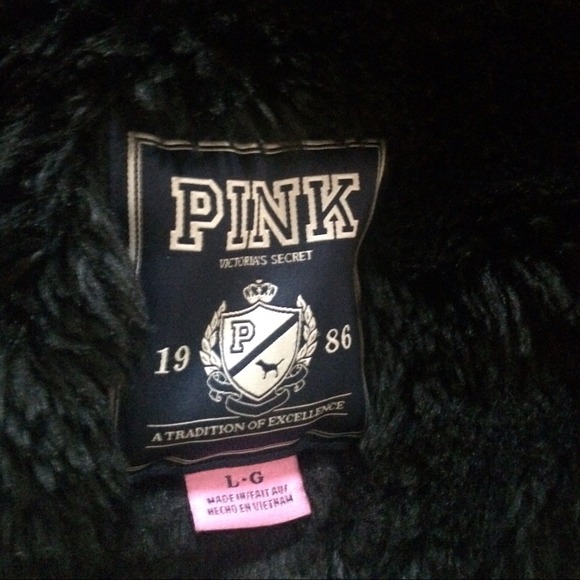 PINK
VICTORIA'S SECRET
P
19 86
A TRADITION OF EXCELLENCE
L·G
MADE IN/FAIT AU/
HECHO EN VIETNAM